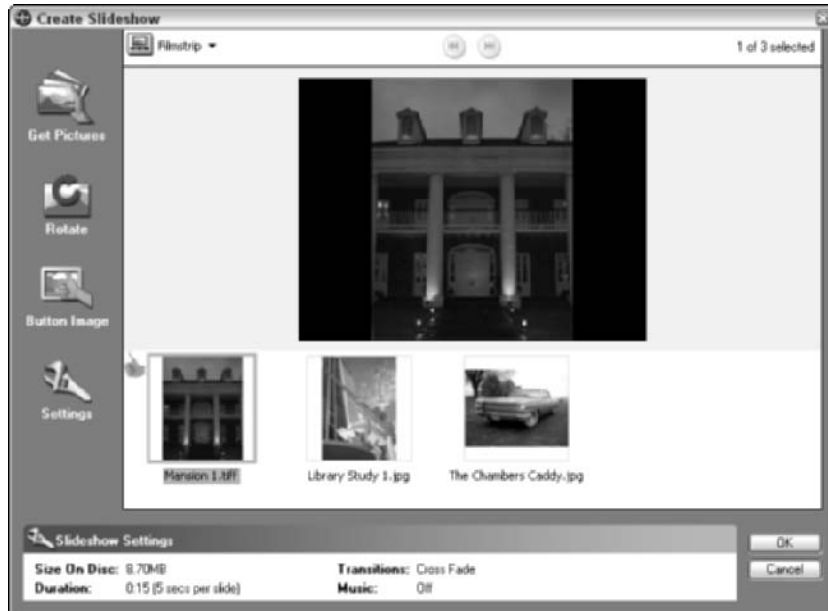 Create Slideshow
Filmstrip
1 of 3 selected
Get Pictures
Rotate
Button Image
Settings
Mansion 1.tiff
Library Study 1.jpg
The Chambers Caddy.jpg
Slideshow Settings
Size On Disc: 8.70MB
Transitions: Cross Fade
Duration: 0:15 (5 secs per slide)
Music: Off
OK
Cancel